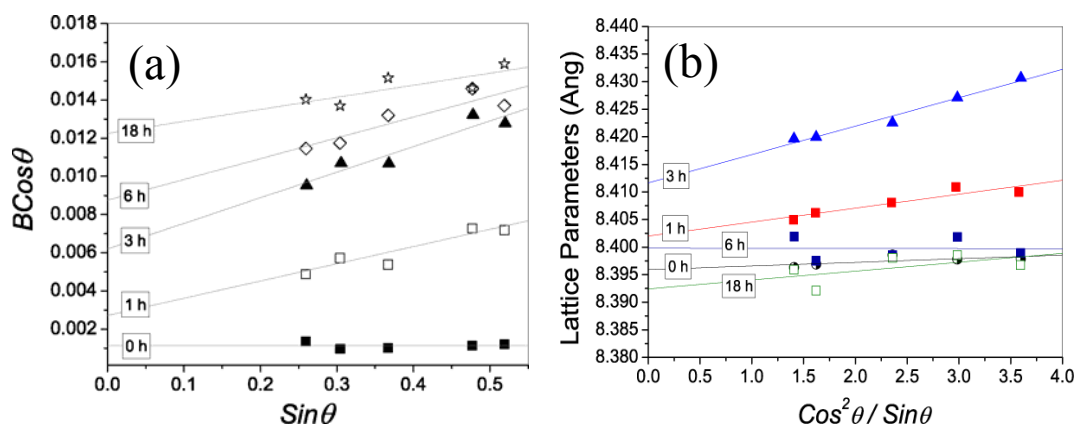 (a)
BCosθ
0.018
0.016
0.014
0.012
0.010
0.008
0.006
0.004
0.002
18 h
6 h
3 h
1 h
0 h
0.0 0.1 0.2 0.3 0.4 0.5
Sinθ
(b)
Lattice Parameters (Ang)
8.440
8.435
8.430
8.425
8.420
8.415
8.410
8.405
8.400
8.395
8.390
8.385
8.380
3 h
1 h
6 h
0 h
18 h
0.0 0.5 1.0 1.5 2.0 2.5 3.0 3.5 4.0
Cos²θ / Sinθ